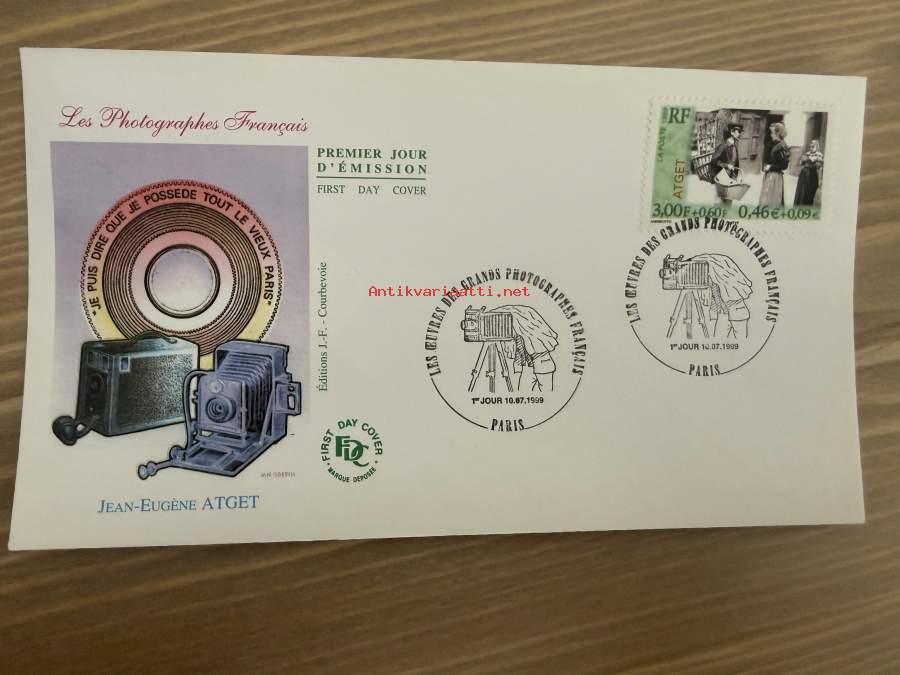 Les Photographes Français
"JE PUIS DIRE QUE JE POSSEDE TOUT LE VIEUX PARIS"
JEAN-EUGÈNE ATGET
PREMIER JOUR
D'ÉMISSION
FIRST DAY COVER
Éditions J.-F. - Courbevoie
FIRST DAY COVER
FDC
MARQUE DÉPOSÉE
Antikvariaatti.net
LES ŒUVRES DES GRANDS PHOTOGRAPHES FRANÇAIS
1er JOUR 10.07.1999
PARIS
RF
LA POSTE
ATGET
3,00F+0,60F 0,46€+0,09€
LES ŒUVRES DES GRANDS PHOTOGRAPHES FRANÇAIS
1er JOUR 10.07.1999
PARIS